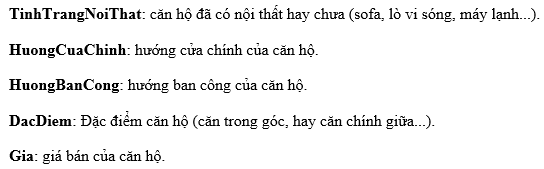 TinhTrangNoiThat: căn hộ đã có nội thất hay chưa (sofa, lò vi sóng, máy lạnh...).
HuongCuaChinh: hướng cửa chính của căn hộ.
HuongBanCong: hướng ban công của căn hộ.
DacDiem: Đặc điểm căn hộ (căn trong góc, hay căn chính giữa...).
Gia: giá bán của căn hộ.